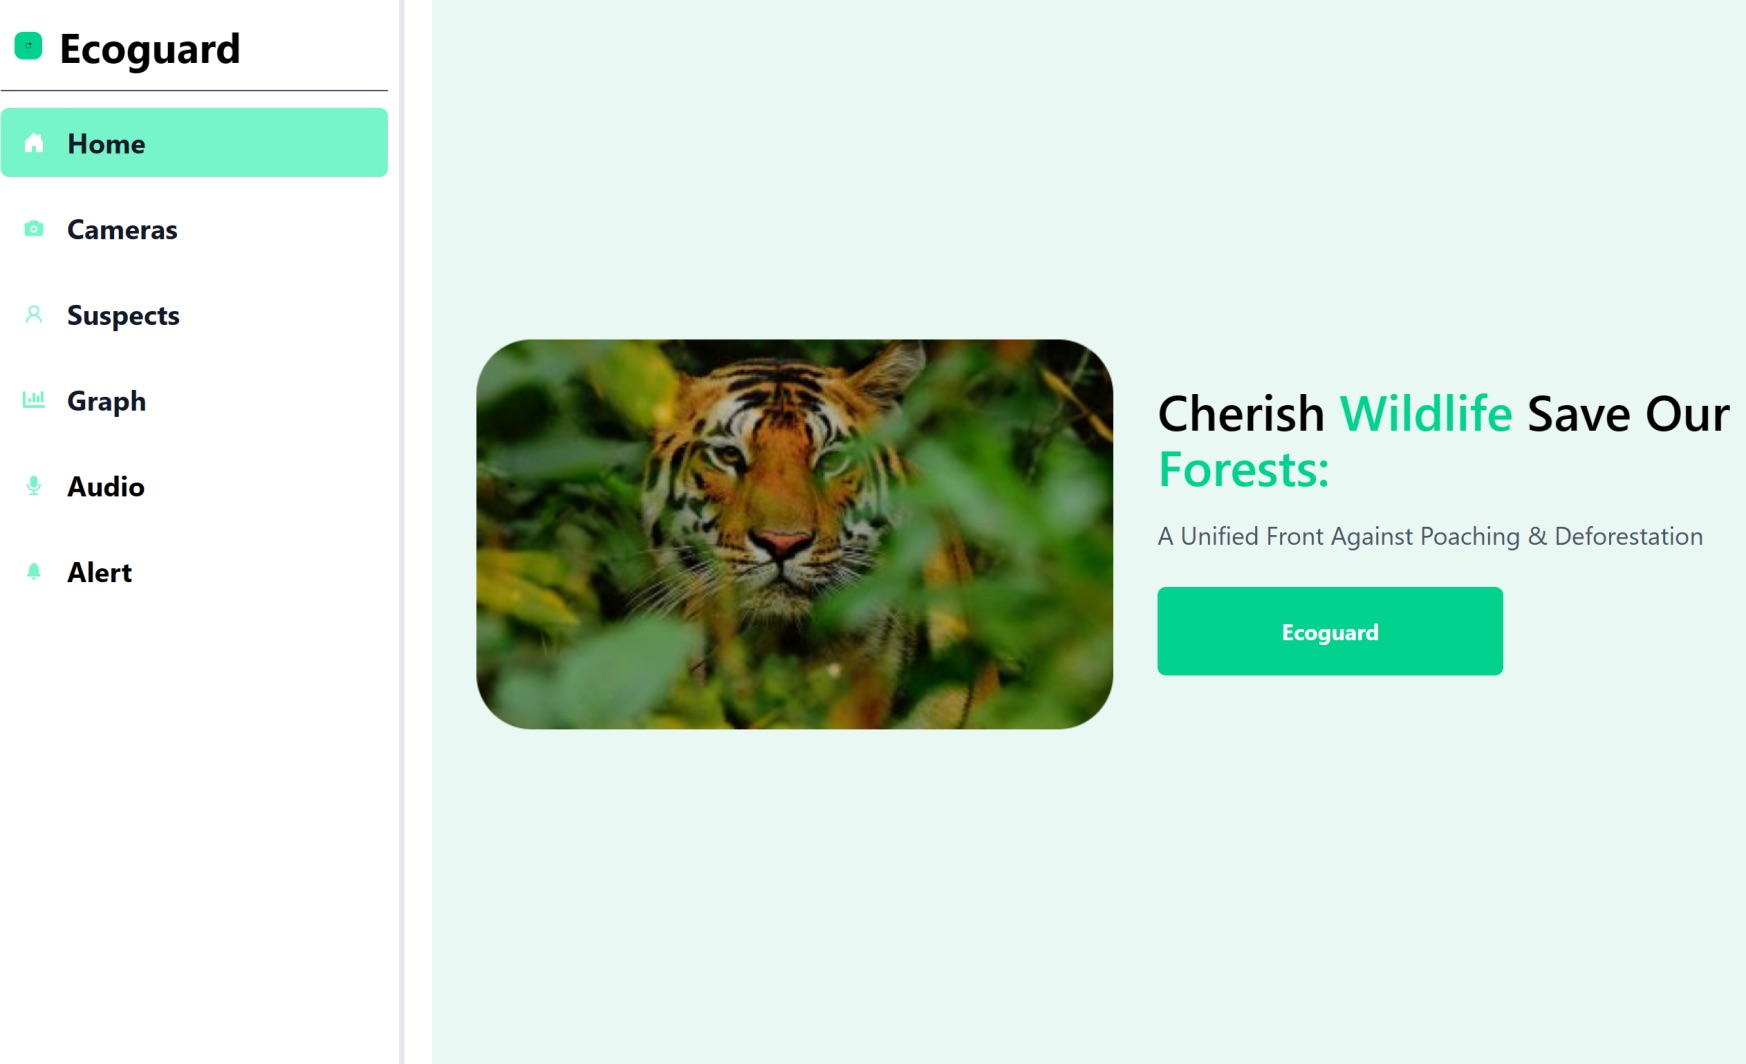 Ecoguard
Home
Cameras
Suspects
Graph
Audio
Alert
Cherish Wildlife Save Our
Forests:
A Unified Front Against Poaching & Deforestation
Ecoguard